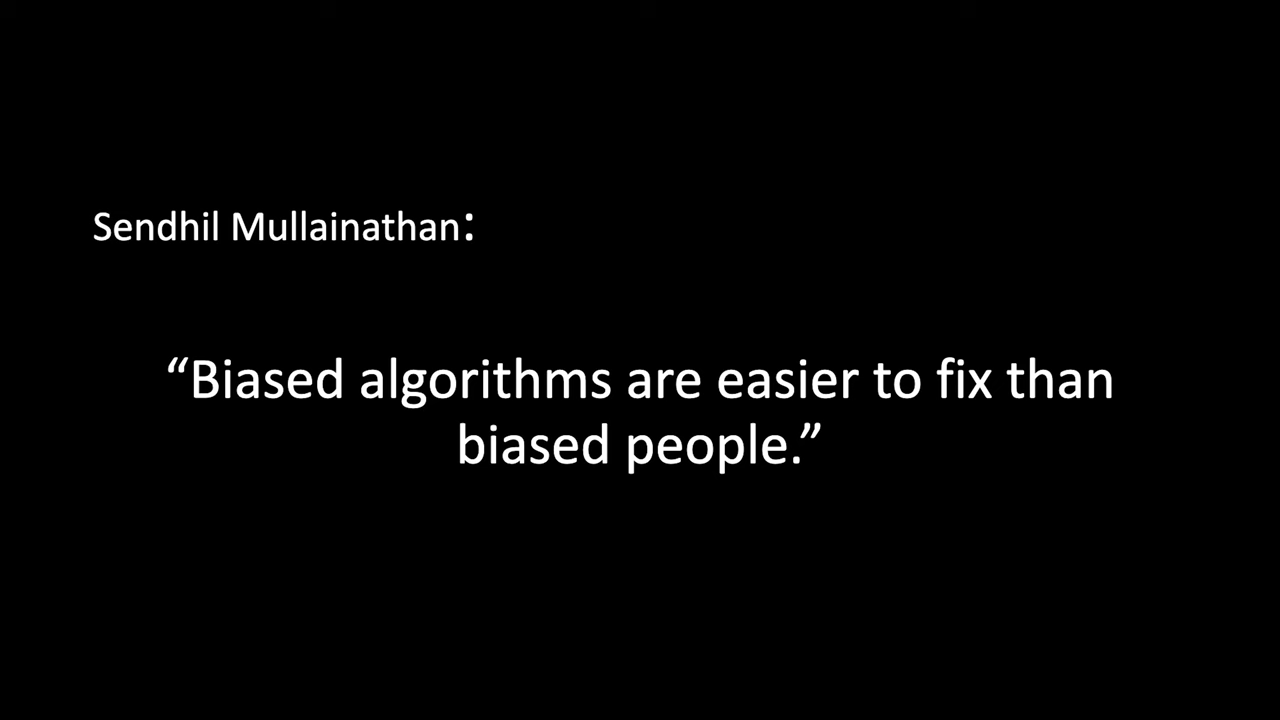 Sendhil Mullainathan:
“Biased algorithms are easier to fix than
biased people.”